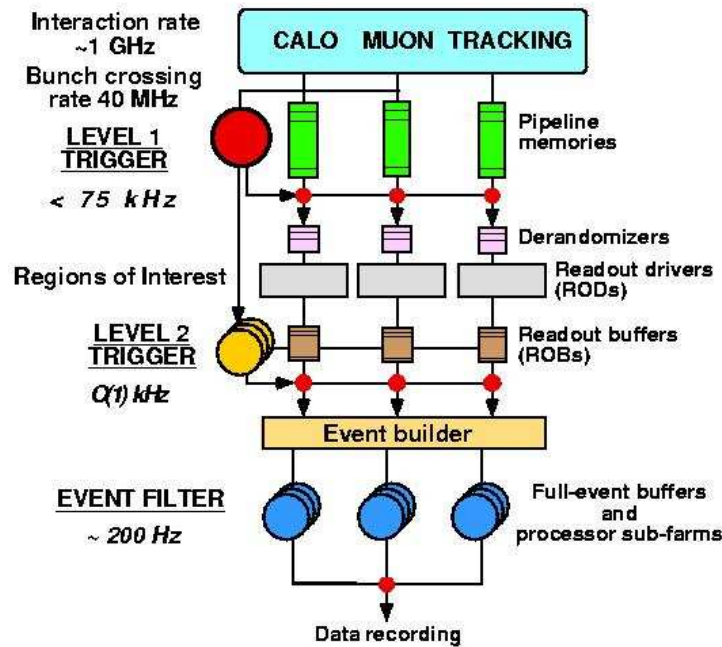 Interaction rate
~1 GHz
CALO MUON TRACKING
Bunch crossing
rate 40 MHz
LEVEL 1
TRIGGER
< 75 kHz
Pipeline
memories
Derandomizers
Regions of Interest
Readout drivers
(RODs)
LEVEL 2
TRIGGER
O(1) kHz
Readout buffers
(ROBs)
Event builder
EVENT FILTER
~ 200 Hz
Full-event buffers
and
processor sub-farms
Data recording